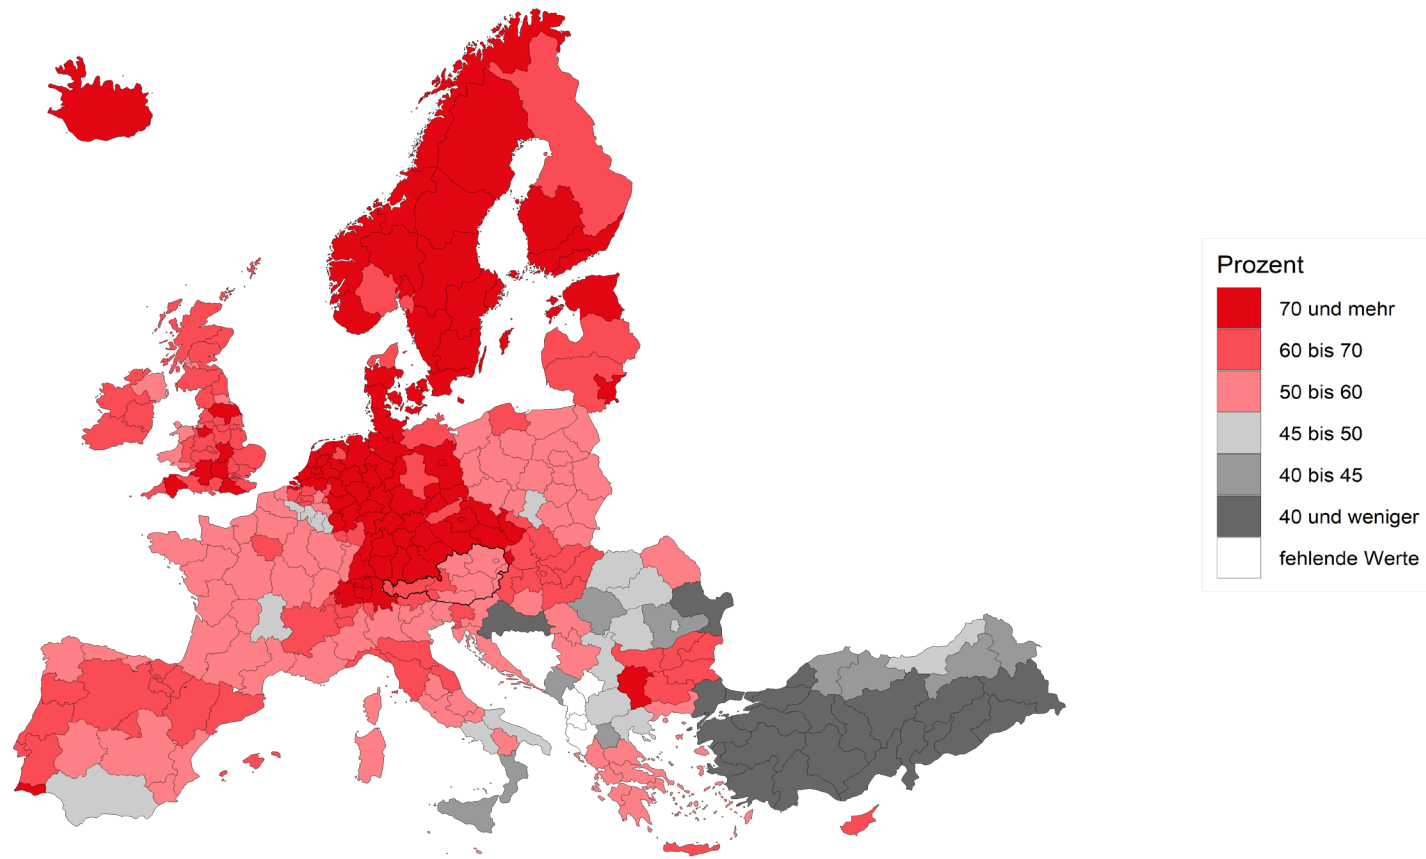 Prozent
70 und mehr
60 bis 70
50 bis 60
45 bis 50
40 bis 45
40 und weniger
fehlende Werte